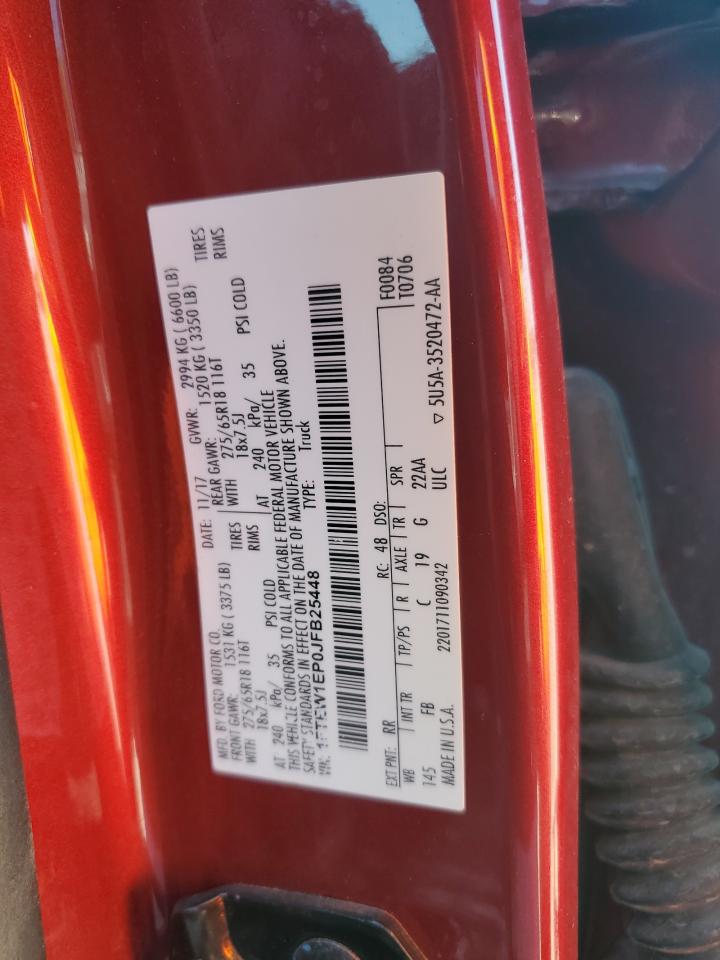 MFD. BY FORD MOTOR CO. DATE: 11/17 GVWR: 2994 KG ( 6600 LB)
FRONT GAWR: 1531 KG ( 3375 LB) REAR GAWR: 1520 KG ( 3350 LB)
WITH 275/65R18 116T TIRES WITH 275/65R18 116T TIRES
18x7.5J RIMS 18x7.5J RIMS
AT 240 kPa/ 35 PSI COLD AT 240 kPa/ 35 PSI COLD
THIS VEHICLE CONFORMS TO ALL APPLICABLE FEDERAL MOTOR VEHICLE
SAFETY STANDARDS IN EFFECT ON THE DATE OF MANUFACTURE SHOWN ABOVE.
VIN: 1FTEW1EP0JFB25448 TYPE: Truck
EXT PNT: RR RC: 48 DSO: F0084
WB INT TR TP/PS R AXLE TR SPR T0706
145 FB C 19 G 22AA
MADE IN U.S.A. 2201711090342 ULC ▽ 5U5A-3520472-AA